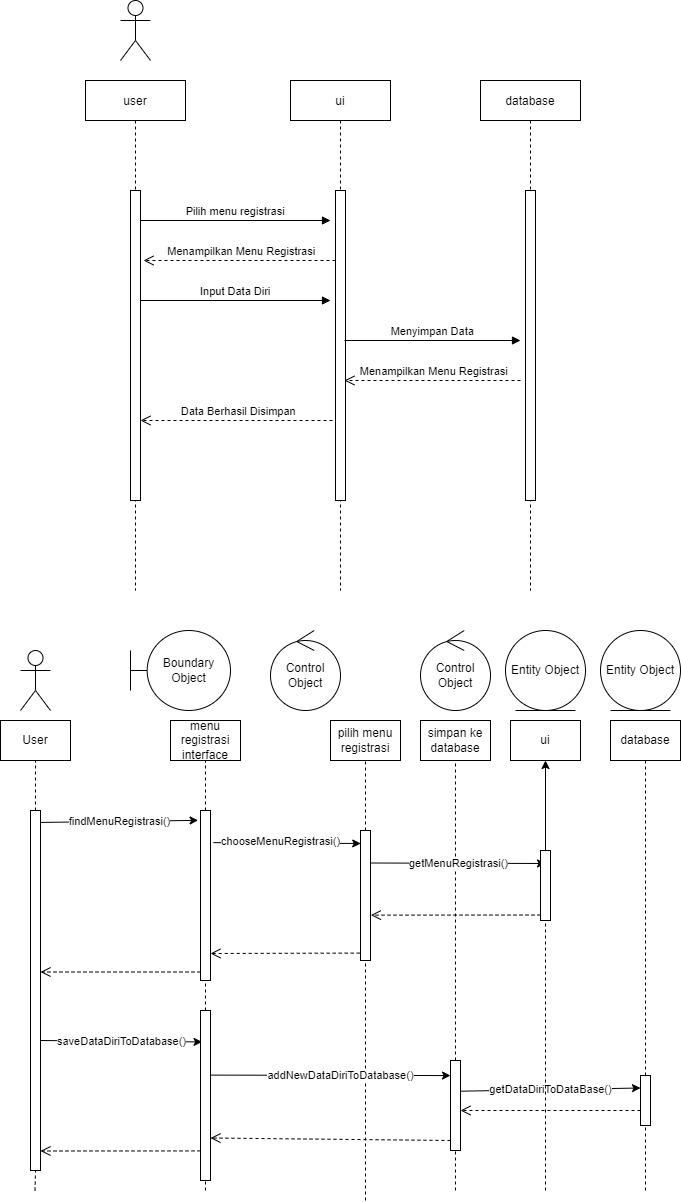 user
ui
database
Pilih menu registrasi
Menampilkan Menu Registrasi
Input Data Diri
Menyimpan Data
Menampilkan Menu Registrasi
Data Berhasil Disimpan
Boundary
Object
Control
Object
Control
Object
Entity Object
Entity Object
User
menu
registrasi
interface
pilih menu
registrasi
simpan ke
database
ui
database
findMenuRegistrasi()
chooseMenuRegistrasi()
getMenuRegistrasi()
saveDataDiriToDatabase()
addNewDataDiriToDatabase()
getDataDiriToDataBase()